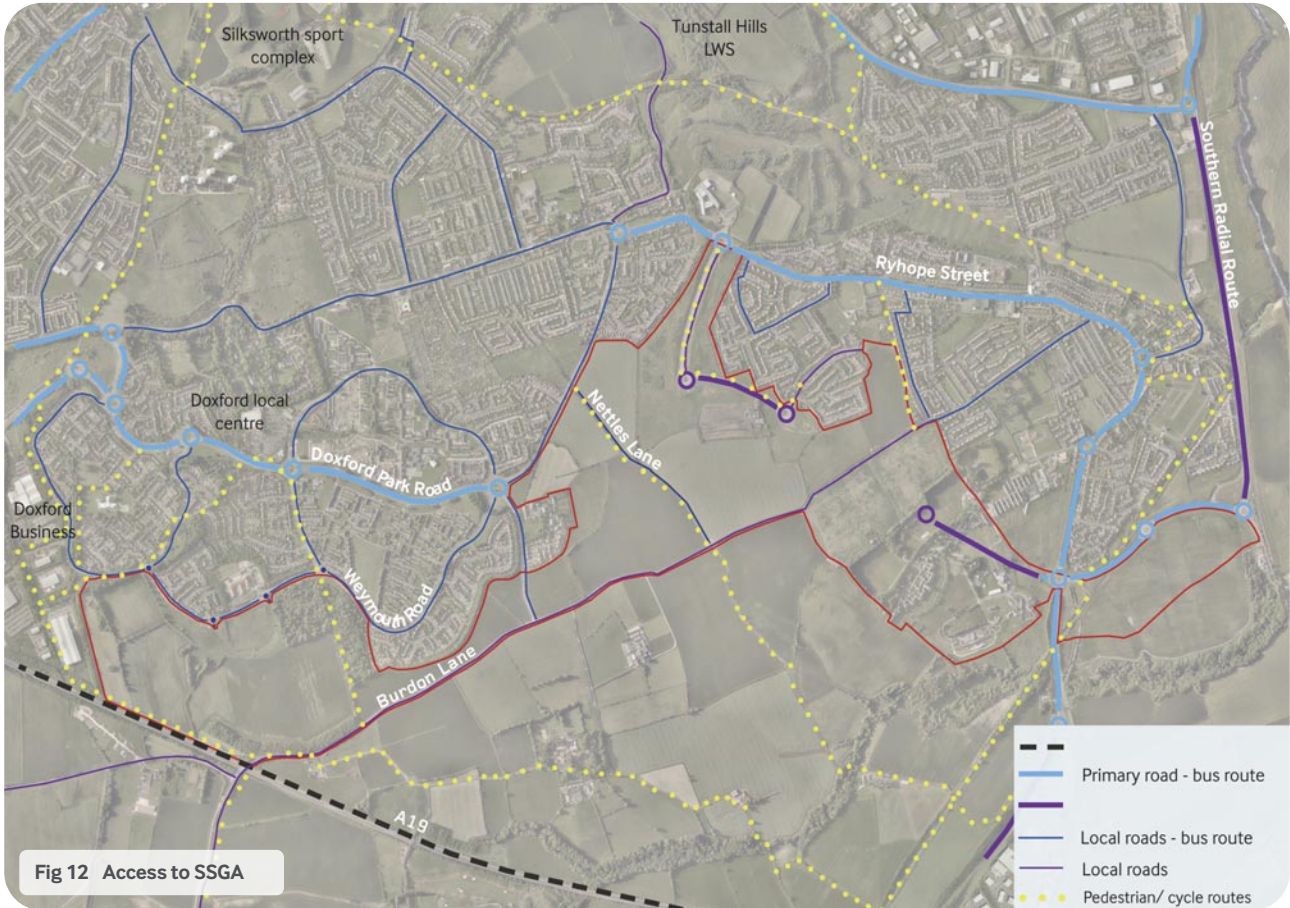 Silksworth sport
complex
Tunstall Hills
LWS
Southern Radial Route
Ryhope Street
Doxford local
centre
Nettles Lane
Doxford Park Road
Doxford
Business
Weymouth Road
Burdon Lane
A19
Primary road - bus route
Local roads - bus route
Local roads
Pedestrian/ cycle routes
Fig 12 Access to SSGA